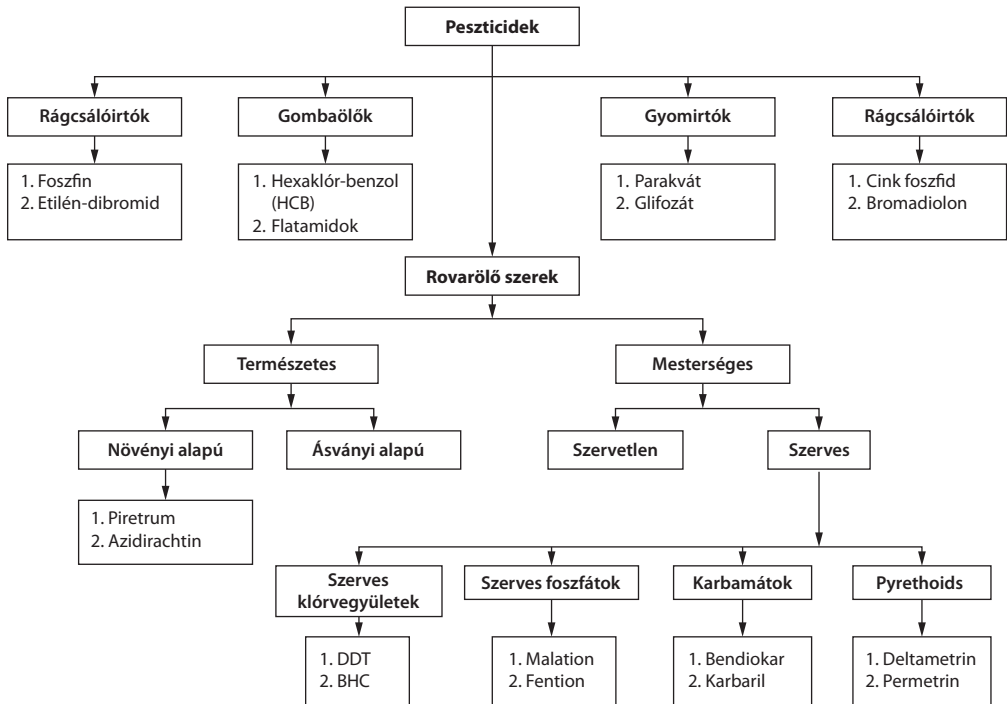 Peszticidek
Rágcsálóirtók
Gombaölők
Gyomirtók
Rágcsálóirtók
1. Foszfin
2. Etilén-dibromid
1. Hexaklór-benzol
(HCB)
2. Flatamidok
1. Parakvát
2. Glifozát
1. Cink foszfid
2. Bromadiolon
Rovarölő szerek
Természetes
Mesterséges
Növényi alapú
Ásványi alapú
Szervetlen
Szerves
1. Piretrum
2. Azidirachtin
Szerves
klórvegyületek
Szerves foszfátok
Karbamátok
Pyrethoids
1. DDT
2. BHC
1. Malation
2. Fention
1. Bendiokar
2. Karbaril
1. Deltametrin
2. Permetrin